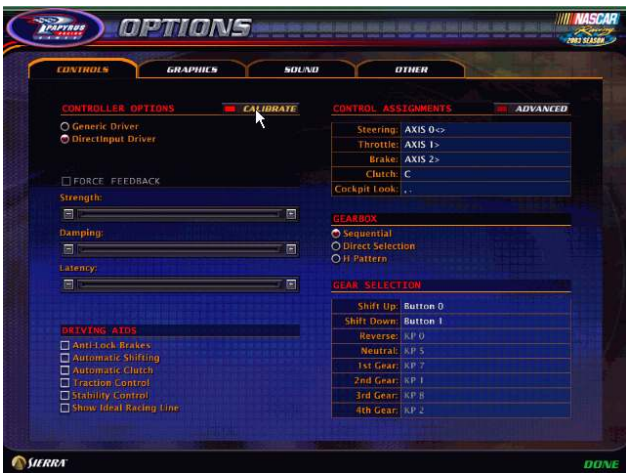 PAPYRUS
RACING
GAMES
OPTIONS
NASCAR
Racing
2003 SEASON
CONTROLS GRAPHICS SOUND OTHER
CONTROLLER OPTIONS CALIBRATE
Generic Driver
DirectInput Driver
FORCE FEEDBACK
Strength:
Damping:
Latency:
DRIVING AIDS
Anti-Lock Brakes
Automatic Shifting
Automatic Clutch
Traction Control
Stability Control
Show Ideal Racing Line
CONTROL ASSIGNMENTS ADVANCED
Steering: AXIS 0<>
Throttle: AXIS 1>
Brake: AXIS 2>
Clutch: C
Cockpit Look: , .
GEARBOX
Sequential
Direct Selection
H Pattern
GEAR SELECTION
Shift Up: Button 0
Shift Down: Button 1
Reverse: KP 0
Neutral: KP 5
1st Gear: KP 7
2nd Gear: KP 1
3rd Gear: KP 8
4th Gear: KP 2
SIERRA
DONE